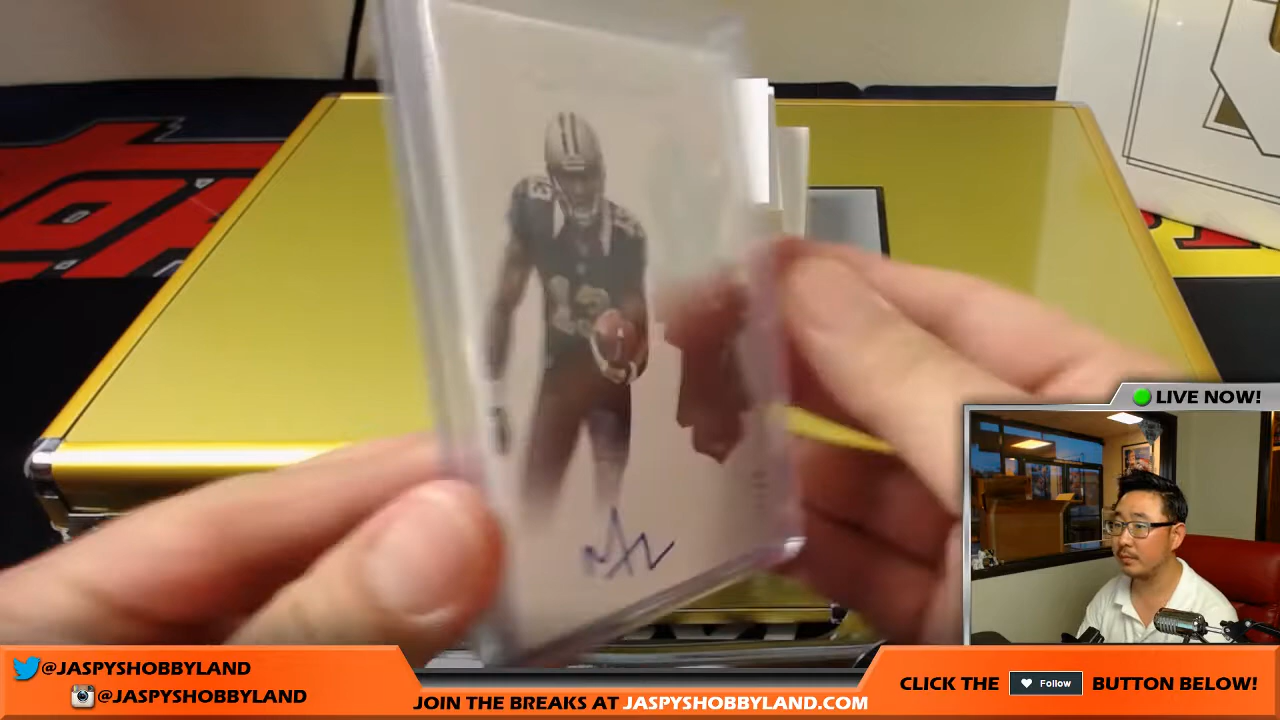 LIVE NOW!
@JASPYSHOBBYLAND
@JASPYSHOBBYLAND
JOIN THE BREAKS AT JASPYSHOBBYLAND.COM
CLICK THE Follow BUTTON BELOW!